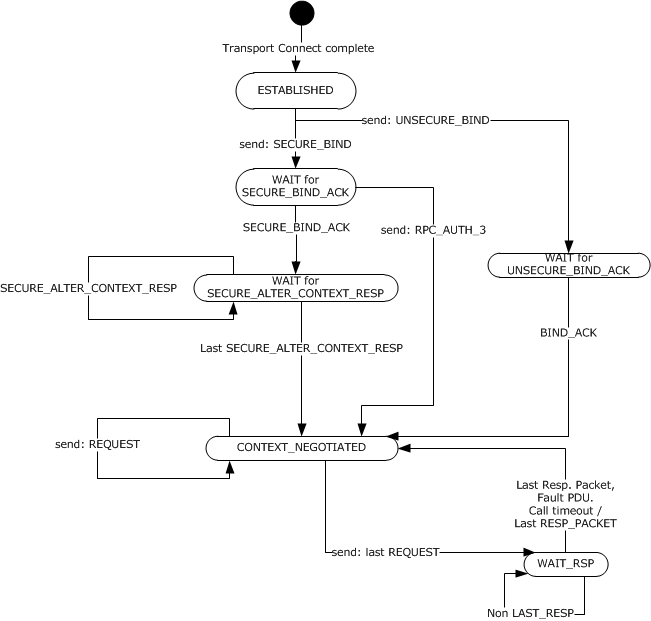 Transport Connect complete
ESTABLISHED
send: UNSECURE_BIND
send: SECURE_BIND
WAIT for
SECURE_BIND_ACK
SECURE_BIND_ACK
send: RPC_AUTH_3
WAIT for
UNSECURE_BIND_ACK
SECURE_ALTER_CONTEXT_RESP
WAIT for
SECURE_ALTER_CONTEXT_RESP
BIND_ACK
Last SECURE_ALTER_CONTEXT_RESP
send: REQUEST
CONTEXT_NEGOTIATED
Last Resp. Packet,
Fault PDU.
Call timeout /
Last RESP_PACKET
send: last REQUEST
WAIT_RSP
Non LAST_RESP